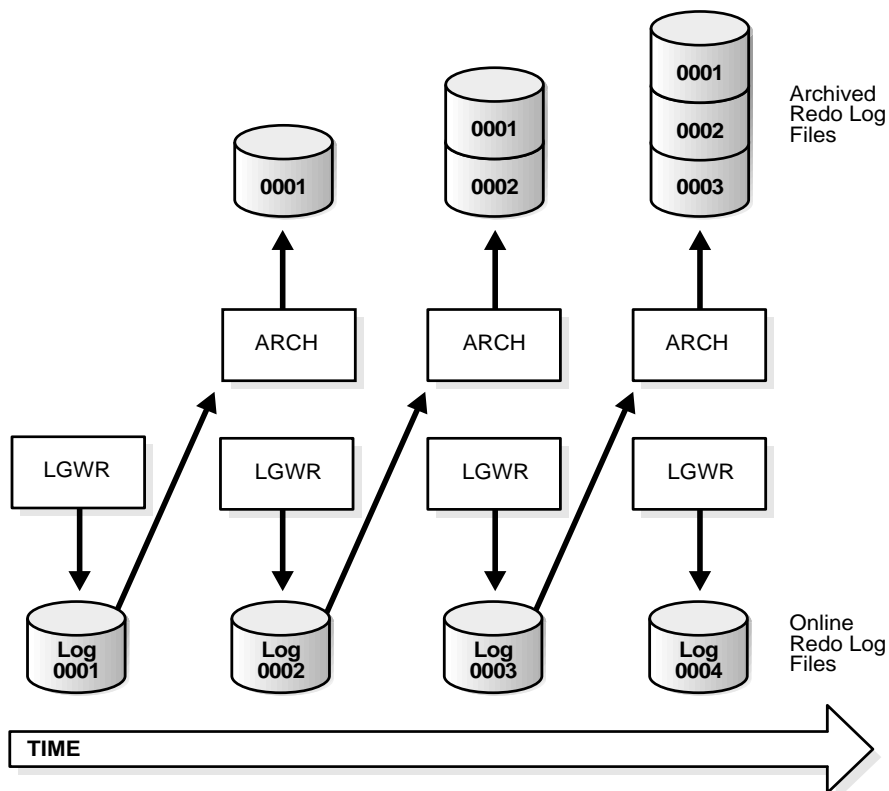 0001
0001
0002
0001
0002
0003
Archived
Redo Log
Files
ARCH
ARCH
ARCH
LGWR
LGWR
LGWR
LGWR
Log
0001
Log
0002
Log
0003
Log
0004
Online
Redo Log
Files
TIME